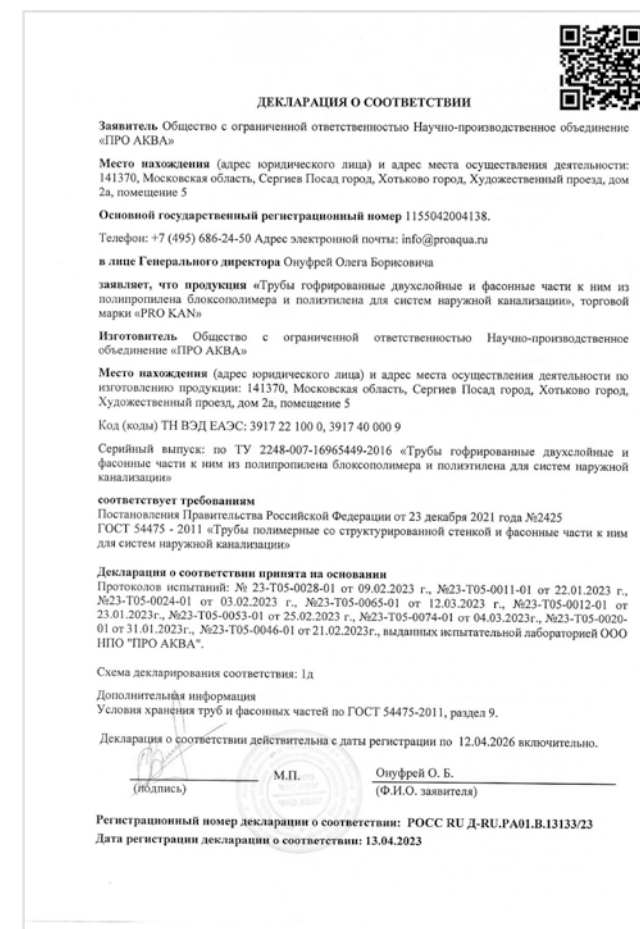 ДЕКЛАРАЦИЯ О СООТВЕТСТВИИ
Заявитель Общество с ограниченной ответственностью Научно-производственное объединение
«ПРО АКВА»
Место нахождения (адрес юридического лица) и адрес места осуществления деятельности:
141370, Московская область, Сергиев Посад город, Хотьково город, Художественный проезд, дом
2а, помещение 5
Основной государственный регистрационный номер 1155042004138.
Телефон: +7 (495) 686-24-50 Адрес электронной почты: info@proaqua.ru
в лице Генерального директора Онуфрей Олега Борисовича
заявляет, что продукция «Трубы гофрированные двухслойные и фасонные части к ним из
полипропилена блоксополимера и полиэтилена для систем наружной канализации», торговой
марки «PRO KAN»
Изготовитель Общество с ограниченной ответственностью Научно-производственное
объединение «ПРО АКВА»
Место нахождения (адрес юридического лица) и адрес места осуществления деятельности по
изготовлению продукции: 141370, Московская область, Сергиев Посад город, Хотьково город,
Художественный проезд, дом 2а, помещение 5
Код (коды) ТН ВЭД ЕАЭС: 3917 22 100 0, 3917 40 000 9
Серийный выпуск: по ТУ 2248-007-16965449-2016 «Трубы гофрированные двухслойные и
фасонные части к ним из полипропилена блоксополимера и полиэтилена для систем наружной
канализации»
соответствует требованиям
Постановления Правительства Российской Федерации от 23 декабря 2021 года №2425
ГОСТ 54475 - 2011 «Трубы полимерные со структурированной стенкой и фасонные части к ним
для систем наружной канализации»
Декларация о соответствии принята на основании
Протоколов испытаний: № 23-Т05-0028-01 от 09.02.2023 г., №23-Т05-0011-01 от 22.01.2023 г.,
№23-Т05-0024-01 от 03.02.2023 г., №23-Т05-0065-01 от 12.03.2023 г., №23-Т05-0012-01 от
23.01.2023г., №23-Т05-0053-01 от 25.02.2023 г., №23-Т05-0074-01 от 04.03.2023г., №23-Т05-0020-
01 от 31.01.2023г., №23-Т05-0046-01 от 21.02.2023г., выданных испытательной лабораторией ООО
НПО "ПРО АКВА".
Схема декларирования соответствия: 1д
Дополнительная информация
Условия хранения труб и фасонных частей по ГОСТ 54475-2011, раздел 9.
Декларация о соответствии действительна с даты регистрации по 12.04.2026 включительно.
М.П. Онуфрей О. Б.
(подпись) (Ф.И.О. заявителя)
Регистрационный номер декларации о соответствии: РОСС RU Д-RU.РА01.В.13133/23
Дата регистрации декларации о соответствии: 13.04.2023